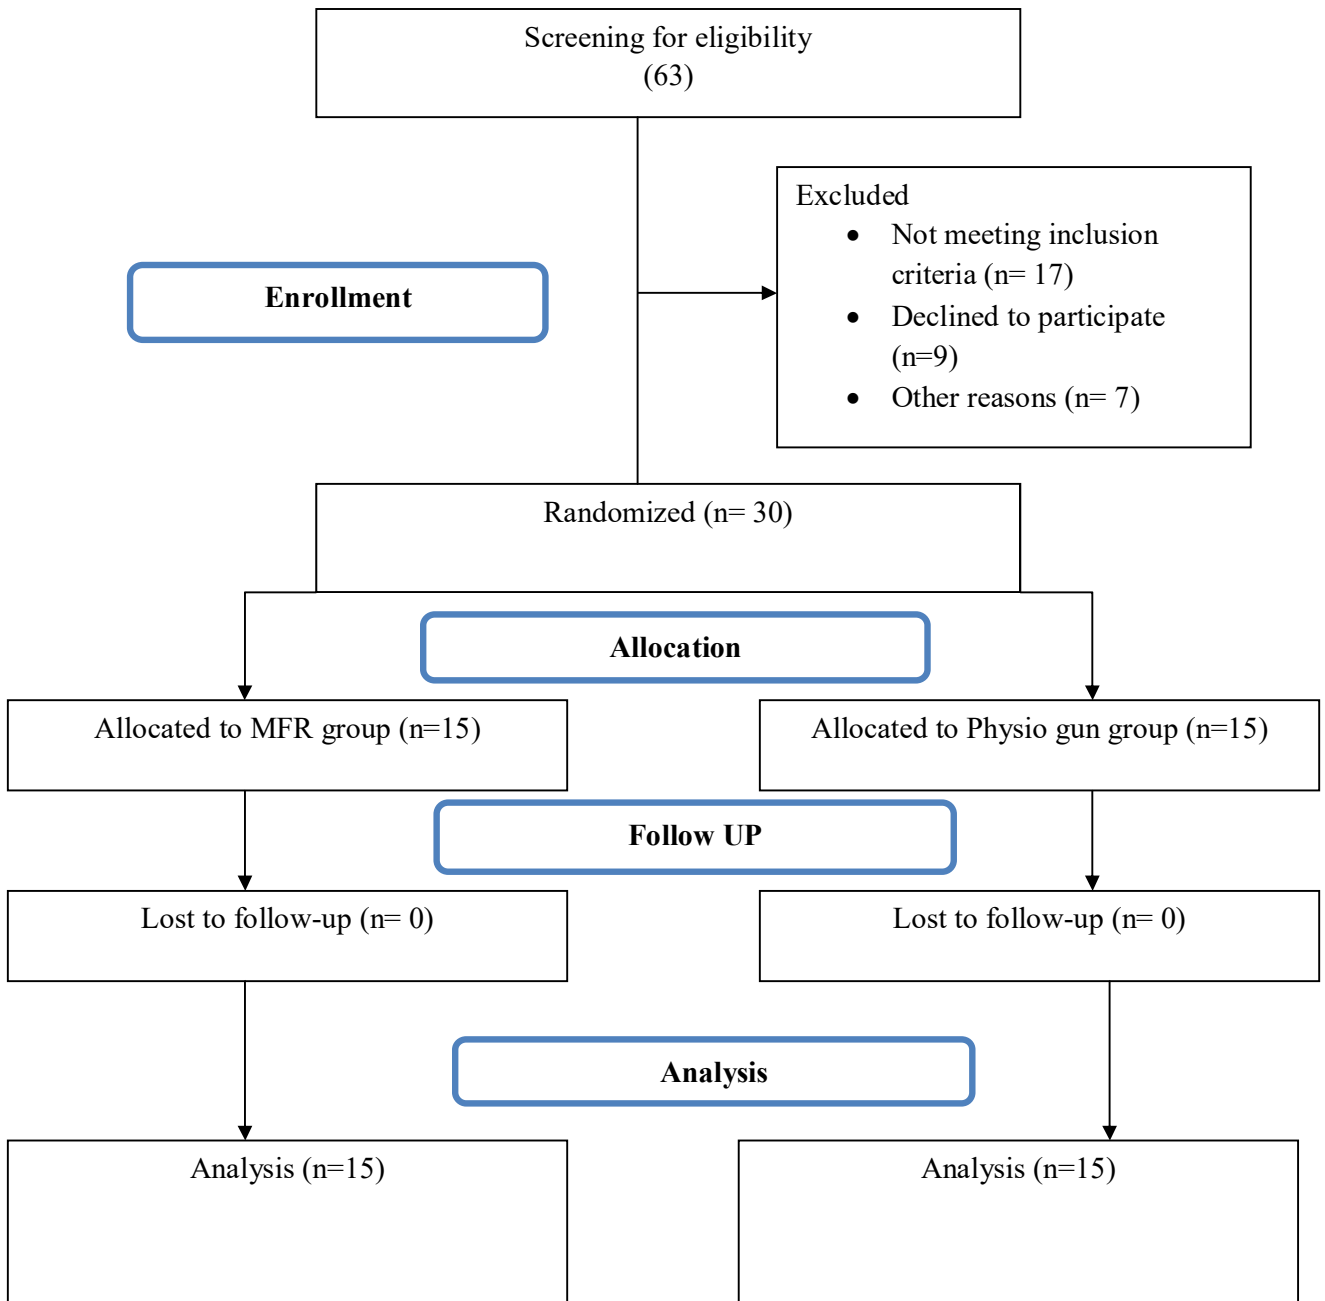 Screening for eligibility
(63)
Excluded
• Not meeting inclusion
criteria (n= 17)
• Declined to participate
(n=9)
• Other reasons (n= 7)
Enrollment
Randomized (n= 30)
Allocation
Allocated to MFR group (n=15)
Allocated to Physio gun group (n=15)
Follow UP
Lost to follow-up (n= 0)
Lost to follow-up (n= 0)
Analysis
Analysis (n=15)
Analysis (n=15)